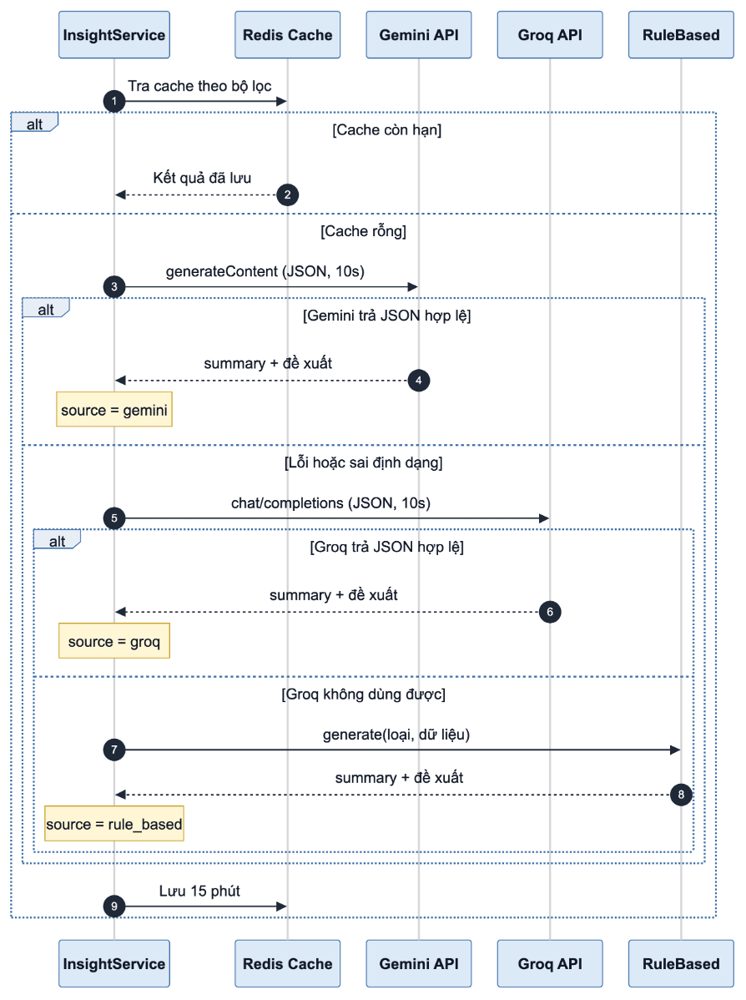 InsightService
Redis Cache
Gemini API
Groq API
RuleBased
1
Tra cache theo bộ lọc
alt
[Cache còn hạn]
Kết quả đã lưu
2
[Cache rỗng]
3
generateContent (JSON, 10s)
alt
[Gemini trả JSON hợp lệ]
summary + đề xuất
4
source = gemini
[Lỗi hoặc sai định dạng]
5
chat/completions (JSON, 10s)
alt
[Groq trả JSON hợp lệ]
summary + đề xuất
6
source = groq
[Groq không dùng được]
7
generate(loại, dữ liệu)
summary + đề xuất
8
source = rule_based
9
Lưu 15 phút
InsightService
Redis Cache
Gemini API
Groq API
RuleBased